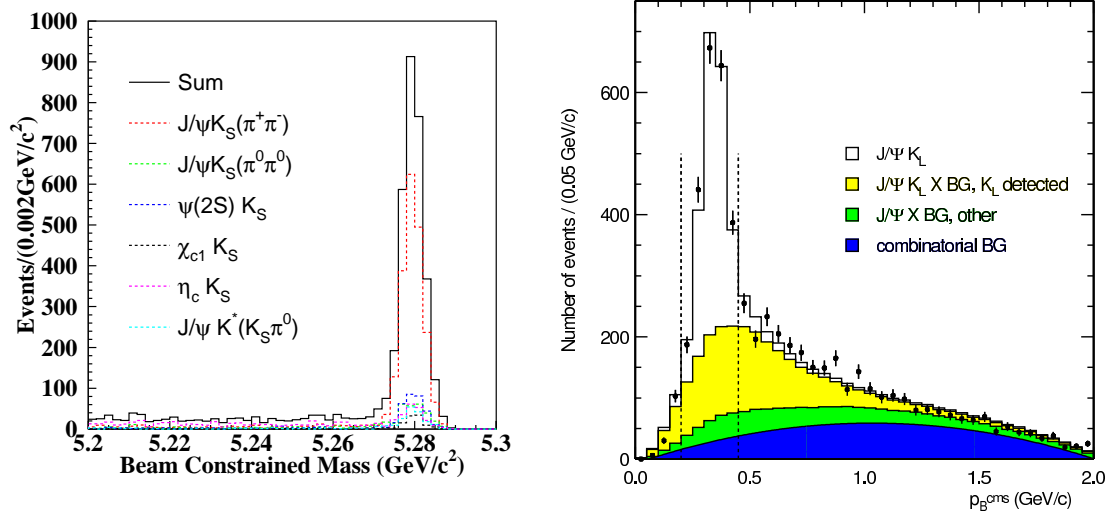 Events/(0.002GeV/c²)
1000
900
800
700
600
500
400
300
200
100
0
Sum
J/ψK_S(π⁺π⁻)
J/ψK_S(π⁰π⁰)
ψ(2S) K_S
χ_c1 K_S
η_c K_S
J/ψ K*(K_Sπ⁰)
5.2 5.22 5.24 5.26 5.28 5.3
Beam Constrained Mass (GeV/c²)
Number of events / (0.05 GeV/c)
600
400
200
0
J/Ψ K_L
J/Ψ K_L X BG, K_L detected
J/Ψ X BG, other
combinatorial BG
0.0 0.5 1.0 1.5 2.0
p_B^cms (GeV/c)